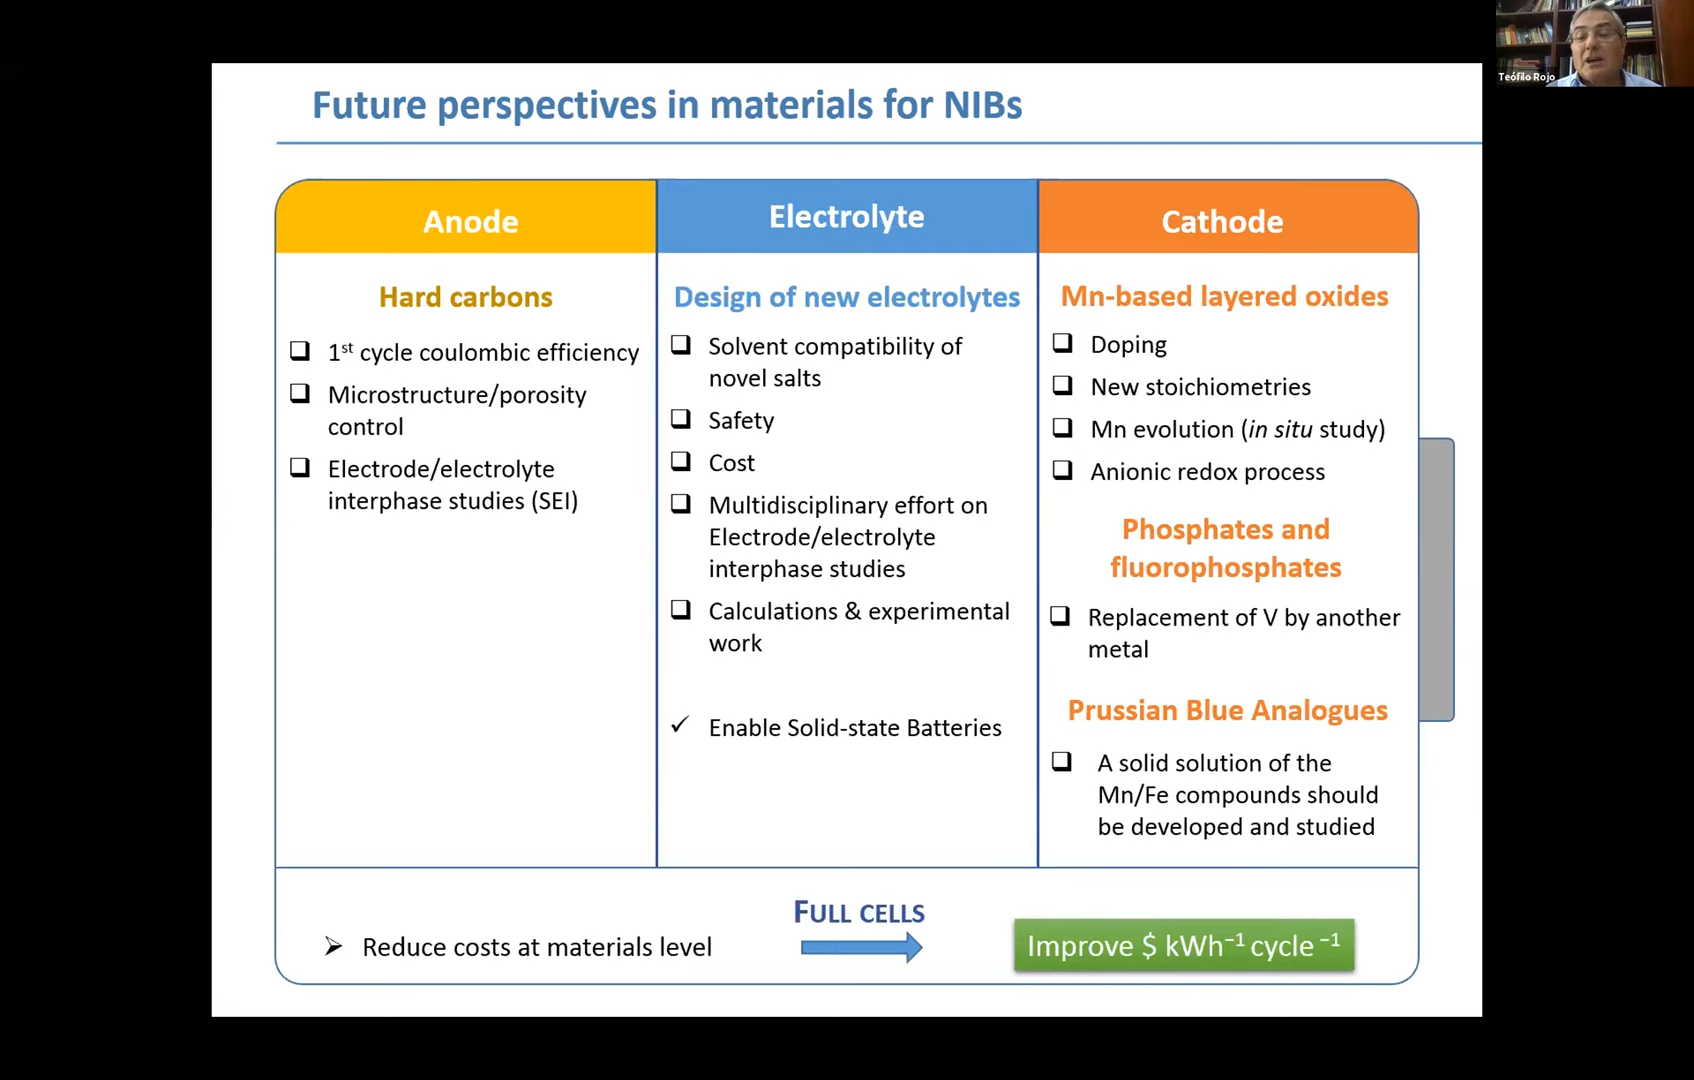 Teófilo Rojo
Future perspectives in materials for NIBs
Anode
Hard carbons
1st cycle coulombic efficiency
Microstructure/porosity
control
Electrode/electrolyte
interphase studies (SEI)
Electrolyte
Design of new electrolytes
Solvent compatibility of
novel salts
Safety
Cost
Multidisciplinary effort on
Electrode/electrolyte
interphase studies
Calculations & experimental
work
✓ Enable Solid-state Batteries
Cathode
Mn-based layered oxides
Doping
New stoichiometries
Mn evolution (in situ study)
Anionic redox process
Phosphates and
fluorophosphates
Replacement of V by another
metal
Prussian Blue Analogues
A solid solution of the
Mn/Fe compounds should
be developed and studied
Reduce costs at materials level
FULL CELLS
Improve $ kWh⁻¹ cycle ⁻¹